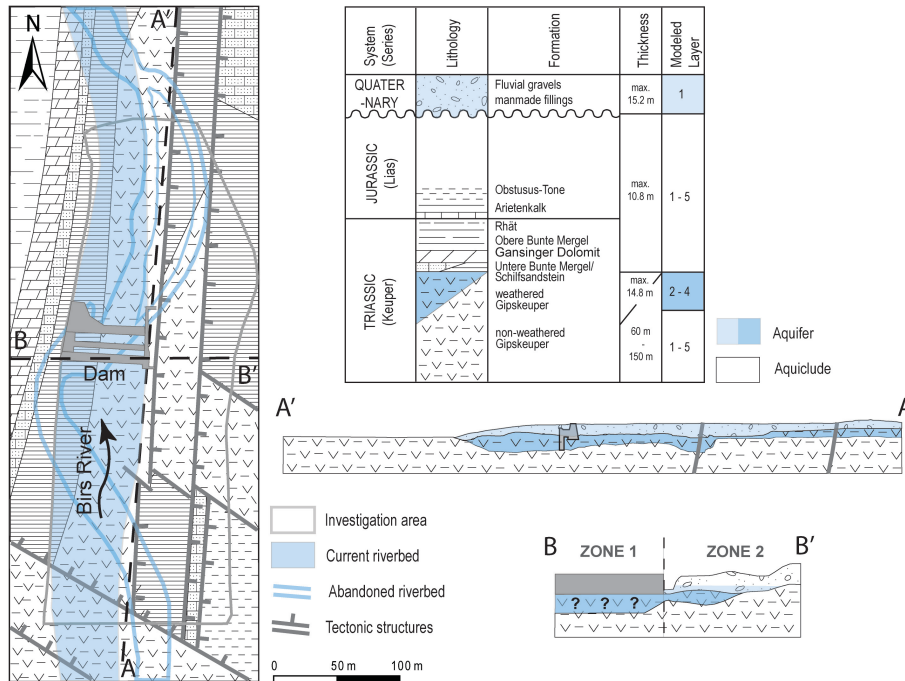 N
A'
B
Dam
B'
Birs River
A
System
(Series)
Lithology
Formation
Thickness
Modeled
Layer
QUATER
-NARY
Fluvial gravels
manmade fillings
max.
15.2 m
1
JURASSIC
(Lias)
Obstusus-Tone
Arietenkalk
max.
10.8 m
1 - 5
TRIASSIC
(Keuper)
Rhät
Obere Bunte Mergel
Gansinger Dolomit
Untere Bunte Mergel/
Schilfsandstein
weathered
Gipskeuper
max.
14.8 m
2 - 4
non-weathered
Gipskeuper
60 m
-
150 m
1 - 5
Aquifer
Aquiclude
A'
A
Investigation area
Current riverbed
Abandoned riverbed
Tectonic structures
0 50 m 100 m
B ZONE 1 ZONE 2 B'
? ? ?